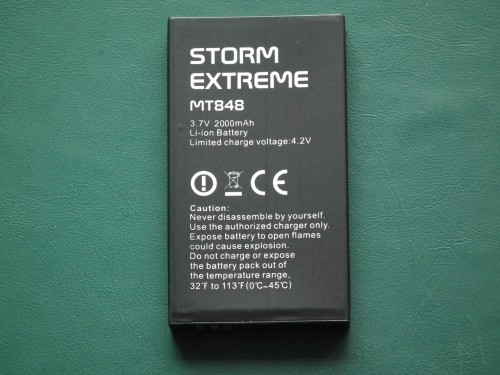 STORM
EXTREME
MT848
3.7V 2000mAh
Li-ion Battery
Limited charge voltage:4.2V
CE
Caution:
Never disassemble by yourself.
Use the authorized charger only.
Expose battery to open flames
could cause explosion.
Do not charge or expose
the battery pack out of
the temperature range,
32°F to 113°F(0℃~45℃)